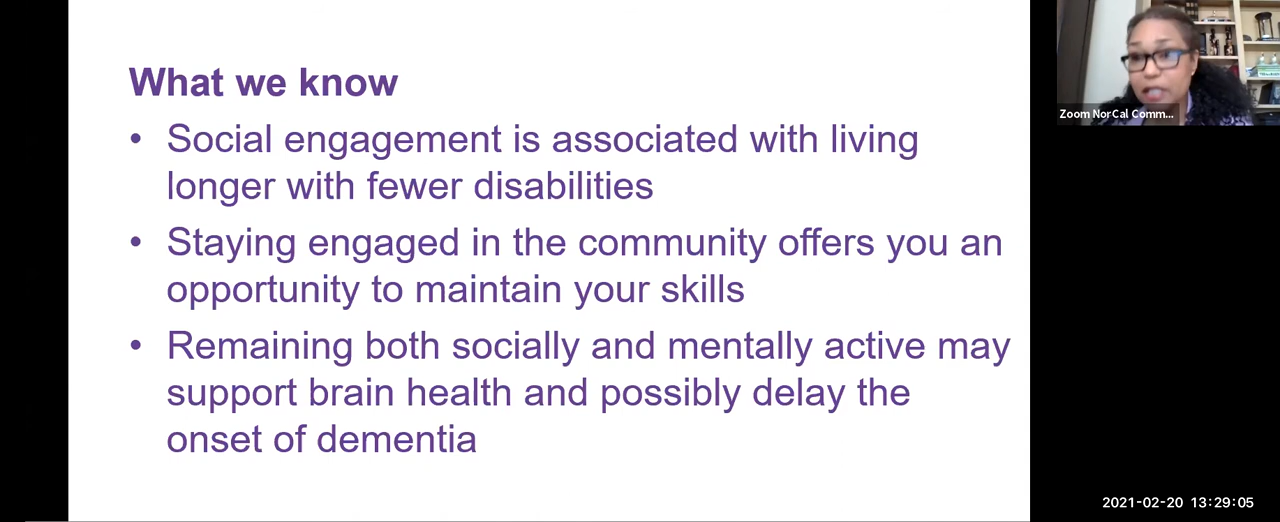 What we know
• Social engagement is associated with living
longer with fewer disabilities
• Staying engaged in the community offers you an
opportunity to maintain your skills
• Remaining both socially and mentally active may
support brain health and possibly delay the
onset of dementia
Zoom NorCal Comm...
2021-02-20 13:29:05